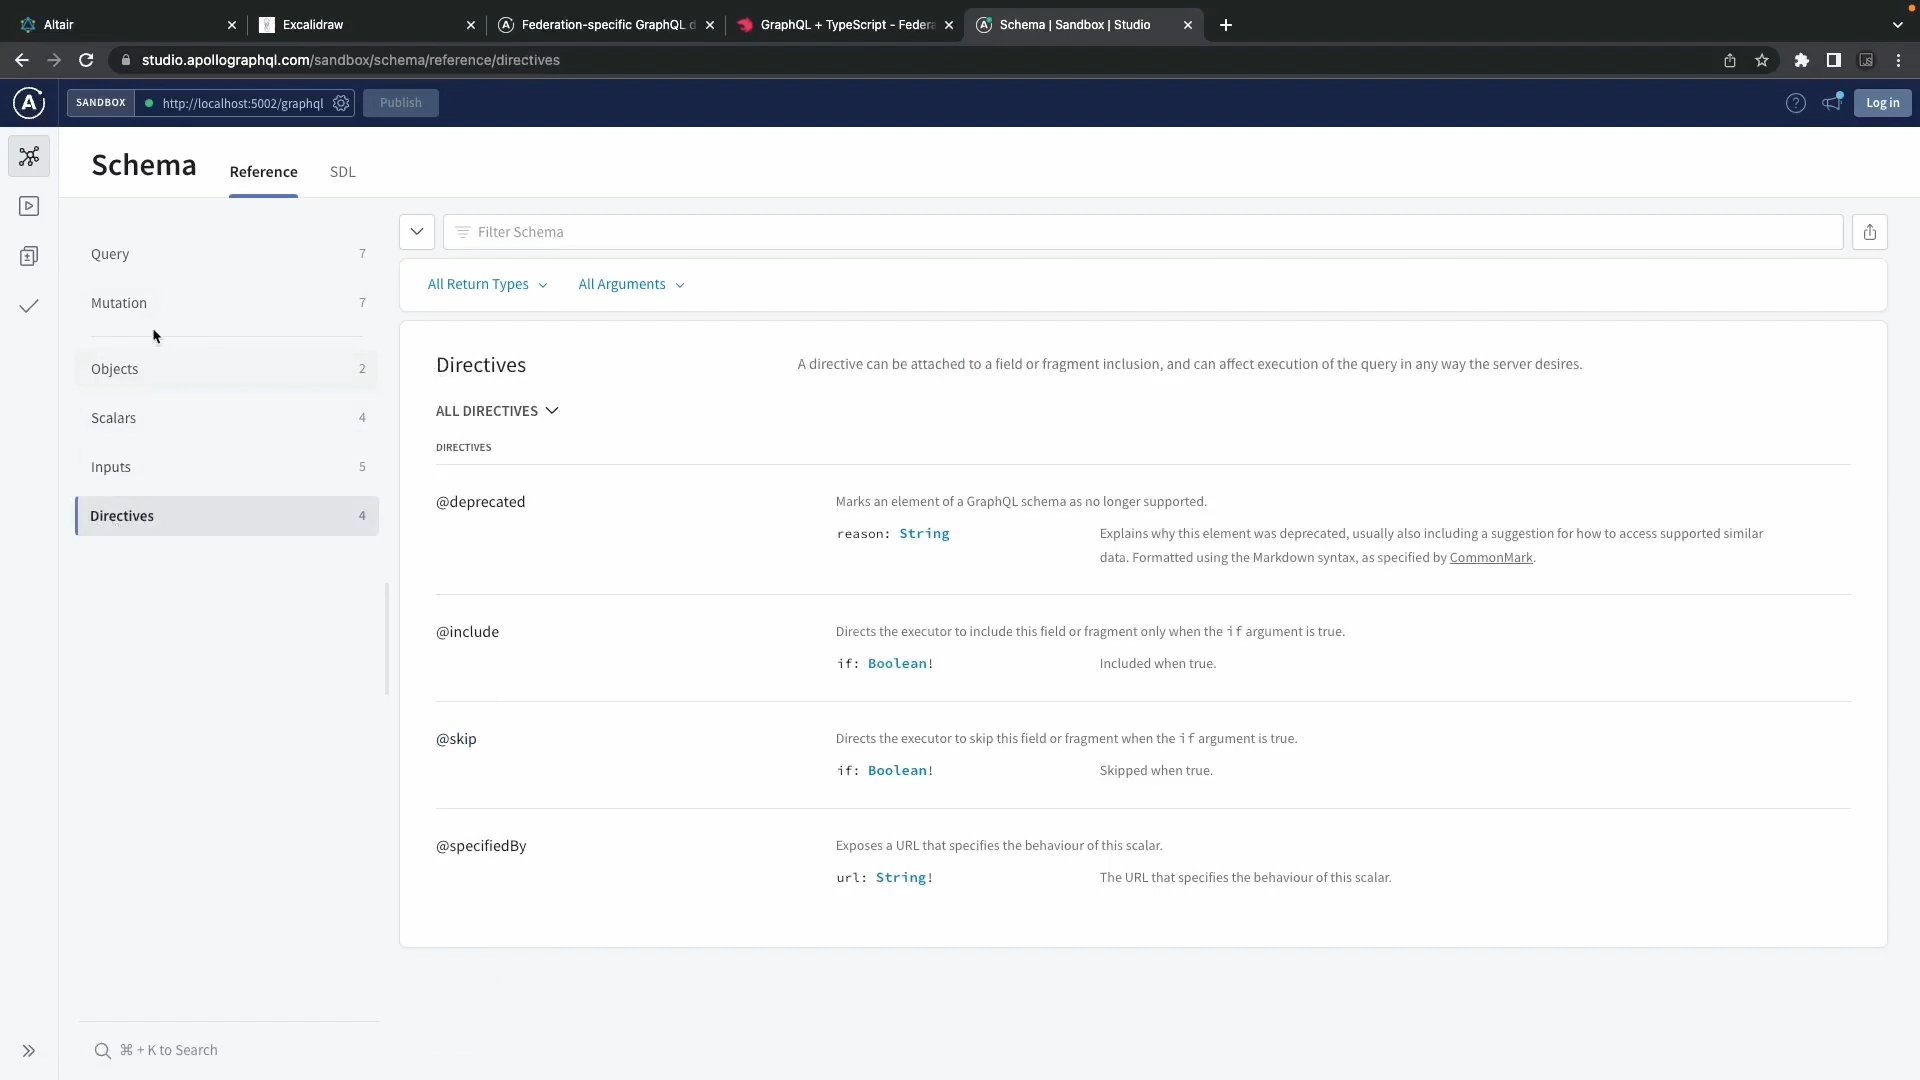 Altair
Excalidraw
Federation-specific GraphQL d
GraphQL + TypeScript - Federa
Schema | Sandbox | Studio
studio.apollographql.com/sandbox/schema/reference/directives
A
SANDBOX
http://localhost:5002/graphql
Publish
Log in
Schema
Reference
SDL
Query 7
Mutation 7
Objects 2
Scalars 4
Inputs 5
Directives 4
⌘ + K to Search
Filter Schema
All Return Types
All Arguments
Directives
A directive can be attached to a field or fragment inclusion, and can affect execution of the query in any way the server desires.
ALL DIRECTIVES
DIRECTIVES
@deprecated
Marks an element of a GraphQL schema as no longer supported.
reason: String
Explains why this element was deprecated, usually also including a suggestion for how to access supported similar
data. Formatted using the Markdown syntax, as specified by CommonMark.
@include
Directs the executor to include this field or fragment only when the if argument is true.
if: Boolean!
Included when true.
@skip
Directs the executor to skip this field or fragment when the if argument is true.
if: Boolean!
Skipped when true.
@specifiedBy
Exposes a URL that specifies the behaviour of this scalar.
url: String!
The URL that specifies the behaviour of this scalar.